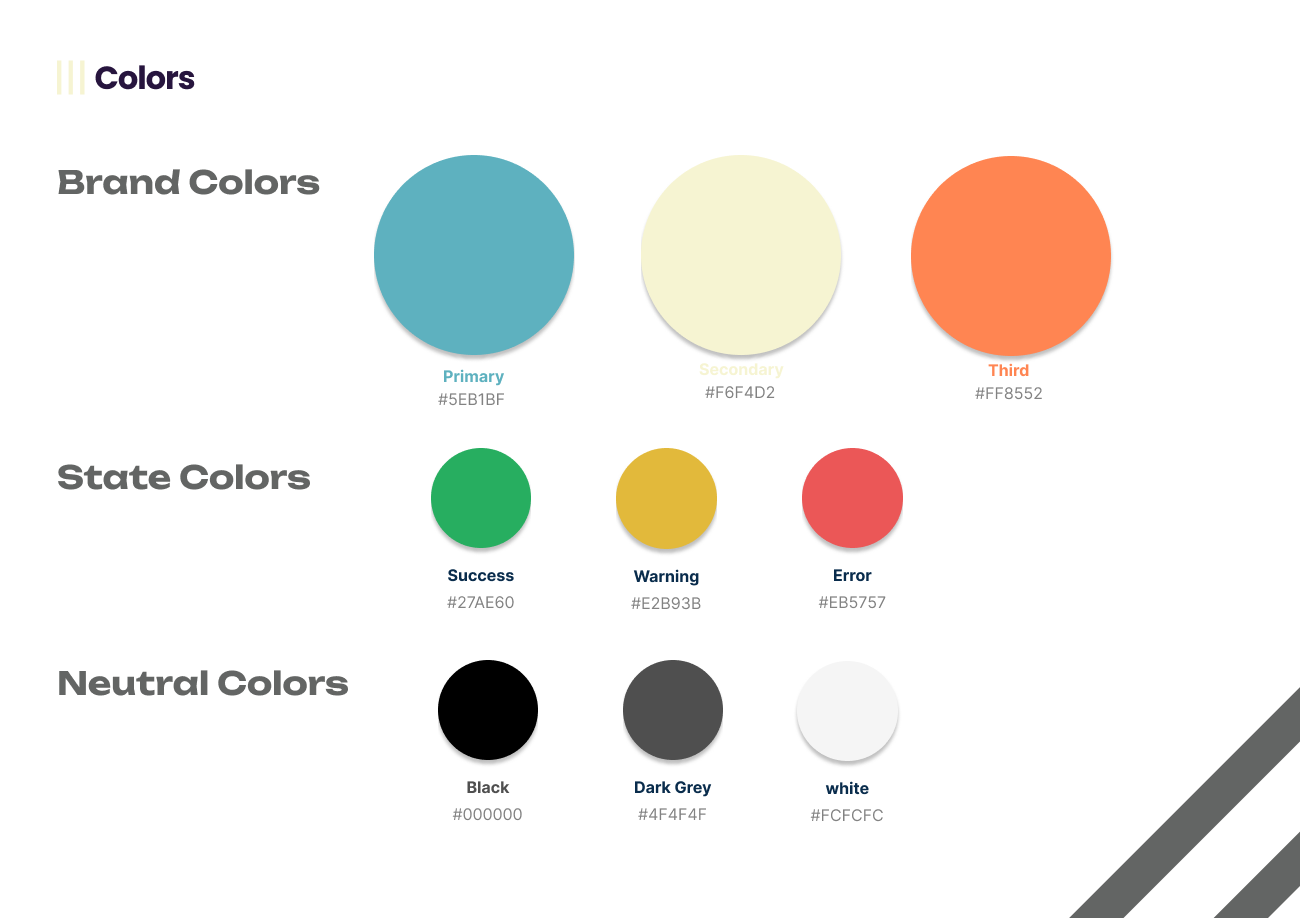 Colors
Brand Colors
Primary
#5EB1BF
Secondary
#F6F4D2
Third
#FF8552
State Colors
Success
#27AE60
Warning
#E2B93B
Error
#EB5757
Neutral Colors
Black
#000000
Dark Grey
#4F4F4F
white
#FCFCFC